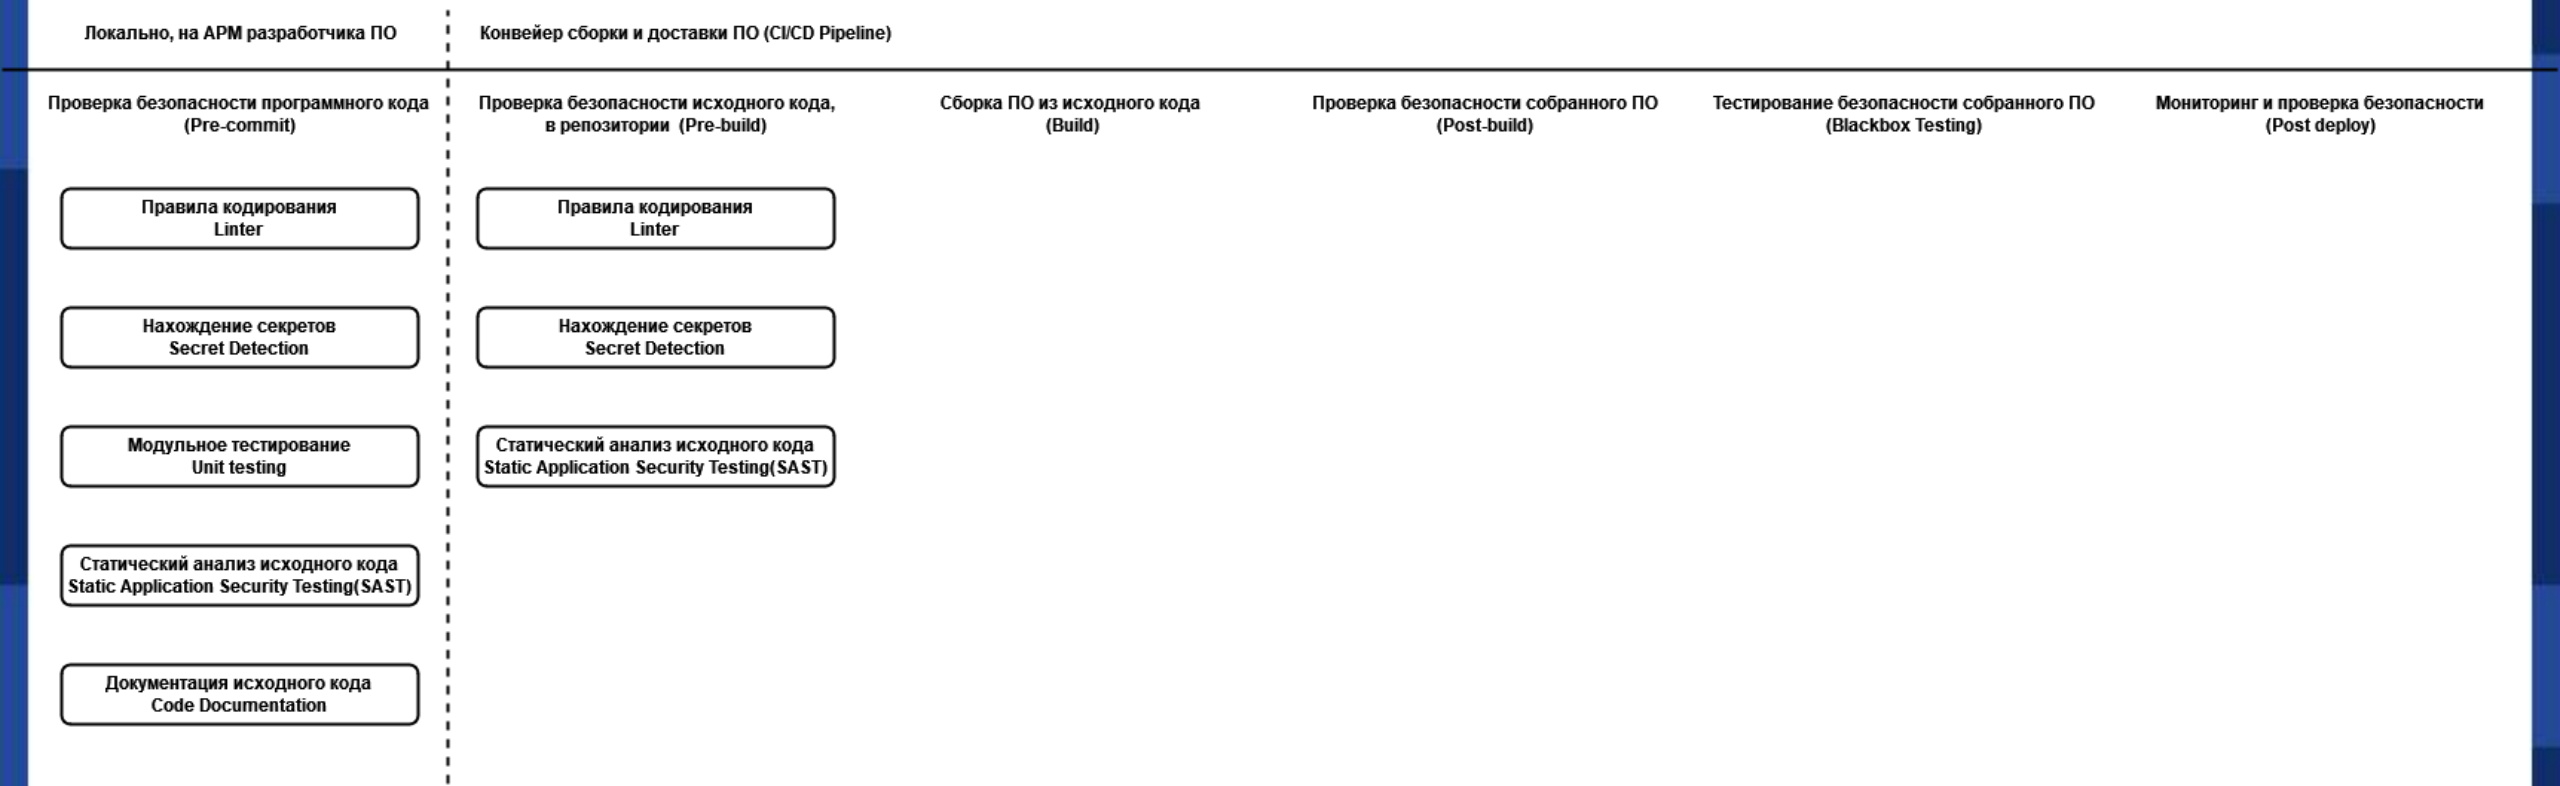 Локально, на АРМ разработчика ПО
Конвейер сборки и доставки ПО (CI/CD Pipeline)
Проверка безопасности программного кода
(Pre-commit)
Проверка безопасности исходного кода,
в репозитории (Pre-build)
Сборка ПО из исходного кода
(Build)
Проверка безопасности собранного ПО
(Post-build)
Тестирование безопасности собранного ПО
(Blackbox Testing)
Мониторинг и проверка безопасности
(Post deploy)
Правила кодирования
Linter
Нахождение секретов
Secret Detection
Модульное тестирование
Unit testing
Статический анализ исходного кода
Static Application Security Testing(SAST)
Документация исходного кода
Code Documentation
Правила кодирования
Linter
Нахождение секретов
Secret Detection
Статический анализ исходного кода
Static Application Security Testing(SAST)